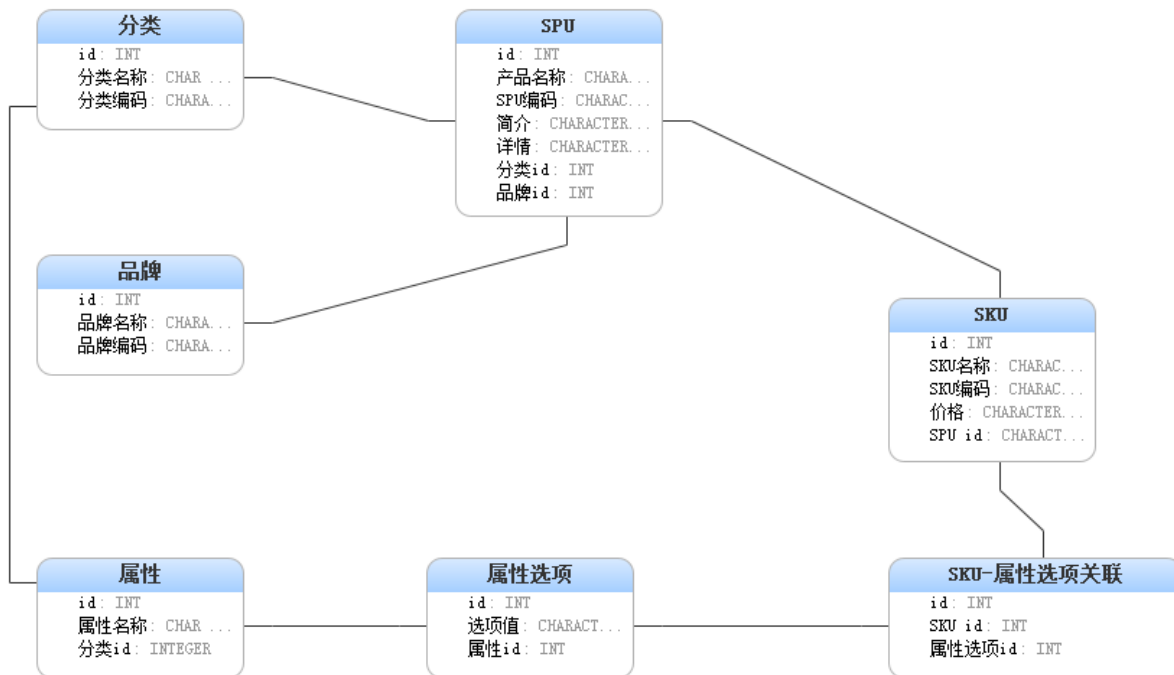 分类
id: INT
分类名称: CHAR ...
分类编码: CHARA...
SPU
id: INT
产品名称: CHARA...
SPU编码: CHARAC...
简介: CHARACTER...
详情: CHARACTER...
分类id: INT
品牌id: INT
品牌
id: INT
品牌名称: CHARA...
品牌编码: CHARA...
SKU
id: INT
SKU名称: CHARAC...
SKU编码: CHARAC...
价格: CHARACTER...
SPU id: CHARACT...
属性
id: INT
属性名称: CHAR ...
分类id: INTEGER
属性选项
id: INT
选项值: CHARACT...
属性id: INT
SKU-属性选项关联
id: INT
SKU id: INT
属性选项id: INT